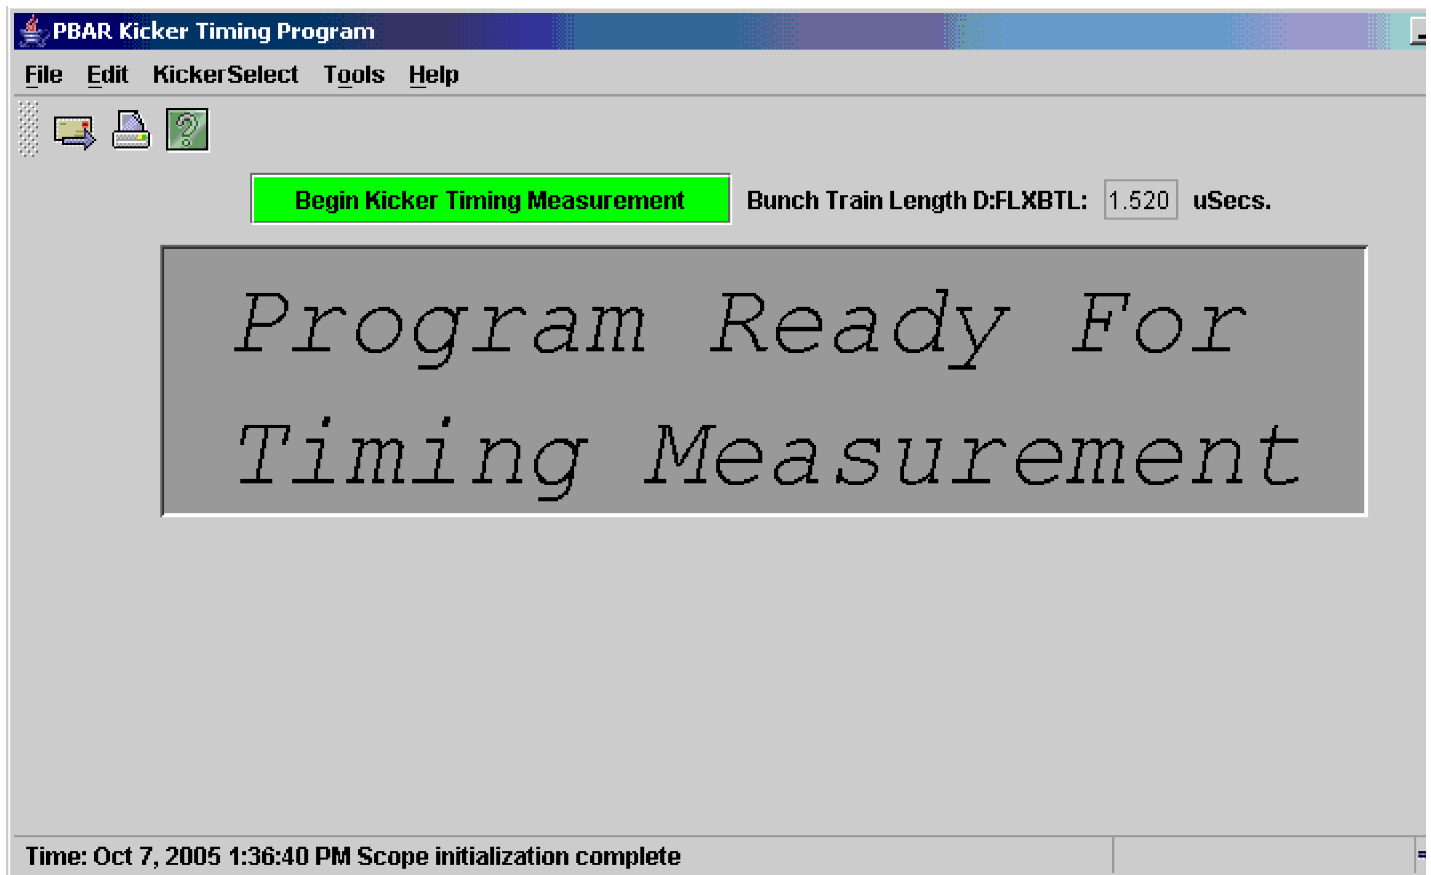 PBAR Kicker Timing Program
File Edit KickerSelect Tools Help
Begin Kicker Timing Measurement Bunch Train Length D:FLXBTL: 1.520 uSecs.
Program Ready For
Timing Measurement
Time: Oct 7, 2005 1:36:40 PM Scope initialization complete